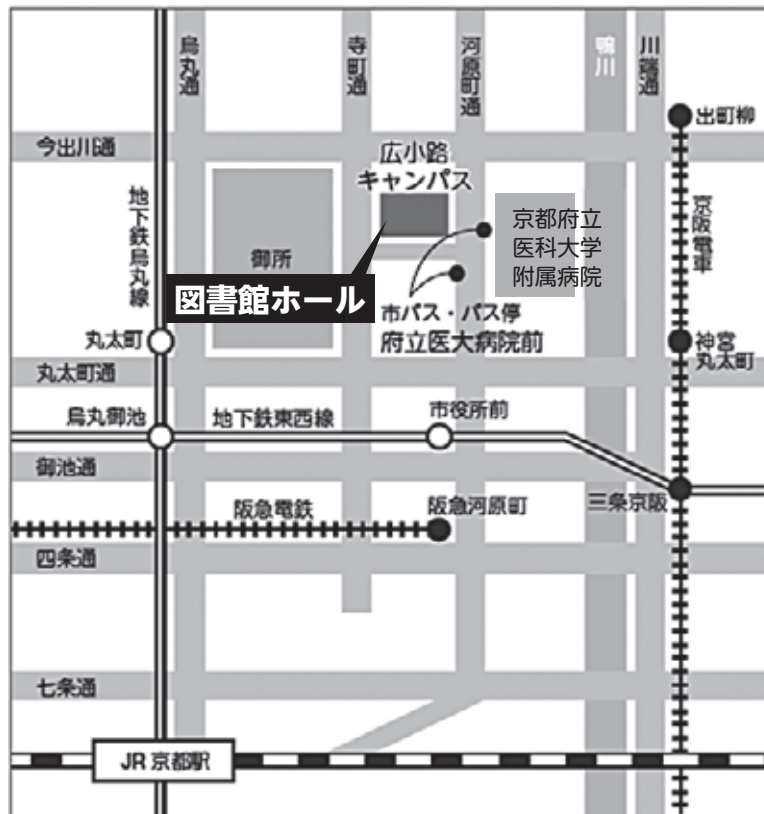 烏丸通
寺町通
河原町通
鴨川
川端通
出町柳
今出川通
広小路
キャンパス
地下鉄烏丸線
京都府立
医科大学
附属病院
京阪電車
御所
図書館ホール
市バス・バス停
府立医大病院前
丸太町
神宮
丸太町
丸太町通
烏丸御池
地下鉄東西線
市役所前
御池通
三条京阪
阪急電鉄
阪急河原町
四条通
七条通
JR 京都駅